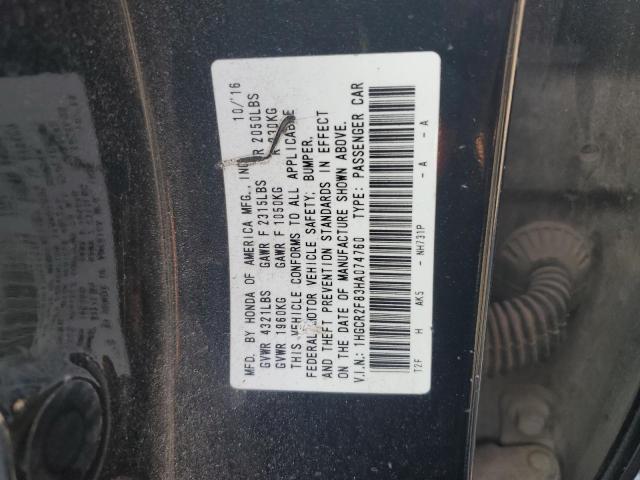 MFD. BY HONDA OF AMERICA MFG., INC. 10/'16
GVWR 4321LBS GAWR F 2315LBS R 2050LBS
GVWR 1960KG GAWR F 1050KG R 930KG
THIS VEHICLE CONFORMS TO ALL APPLICABLE
FEDERAL MOTOR VEHICLE SAFETY; BUMPER,
AND THEFT PREVENTION STANDARDS IN EFFECT
ON THE DATE OF MANUFACTURE SHOWN ABOVE.
V.I.N.: 1HGCR2F83HA074760 TYPE: PASSENGER CAR
T2F H AK5 - NH731P - A - A